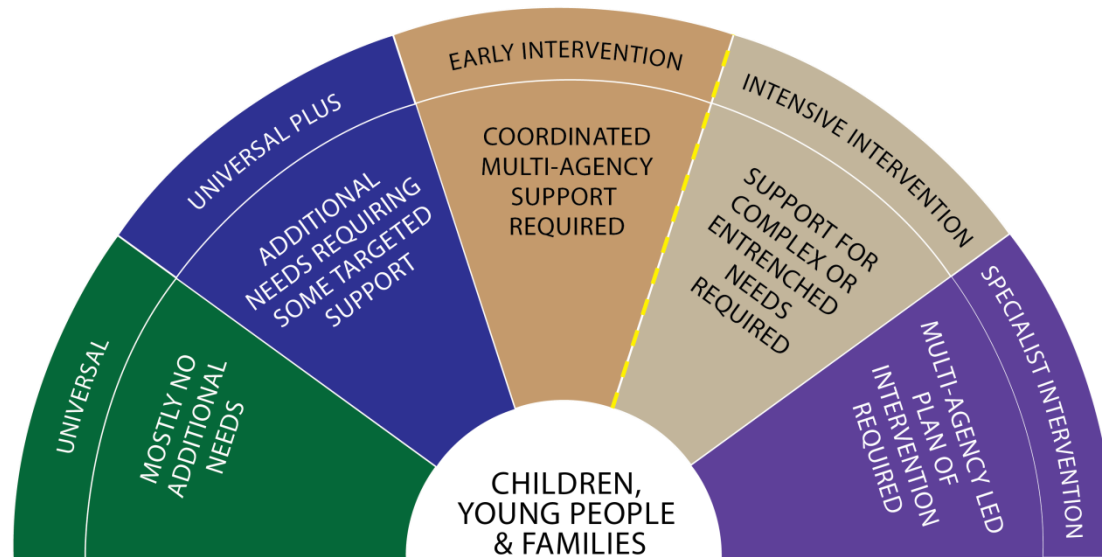 UNIVERSAL
MOSTLY NO
ADDITIONAL
NEEDS
UNIVERSAL PLUS
ADDITIONAL
NEEDS REQUIRING
SOME TARGETED
SUPPORT
EARLY INTERVENTION
COORDINATED
MULTI-AGENCY
SUPPORT
REQUIRED
INTENSIVE INTERVENTION
SUPPORT FOR
COMPLEX OR
ENTRENCHED
NEEDS
REQUIRED
SPECIALIST INTERVENTION
MULTI-AGENCY LED
PLAN OF
INTERVENTION
REQUIRED
CHILDREN,
YOUNG PEOPLE
& FAMILIES